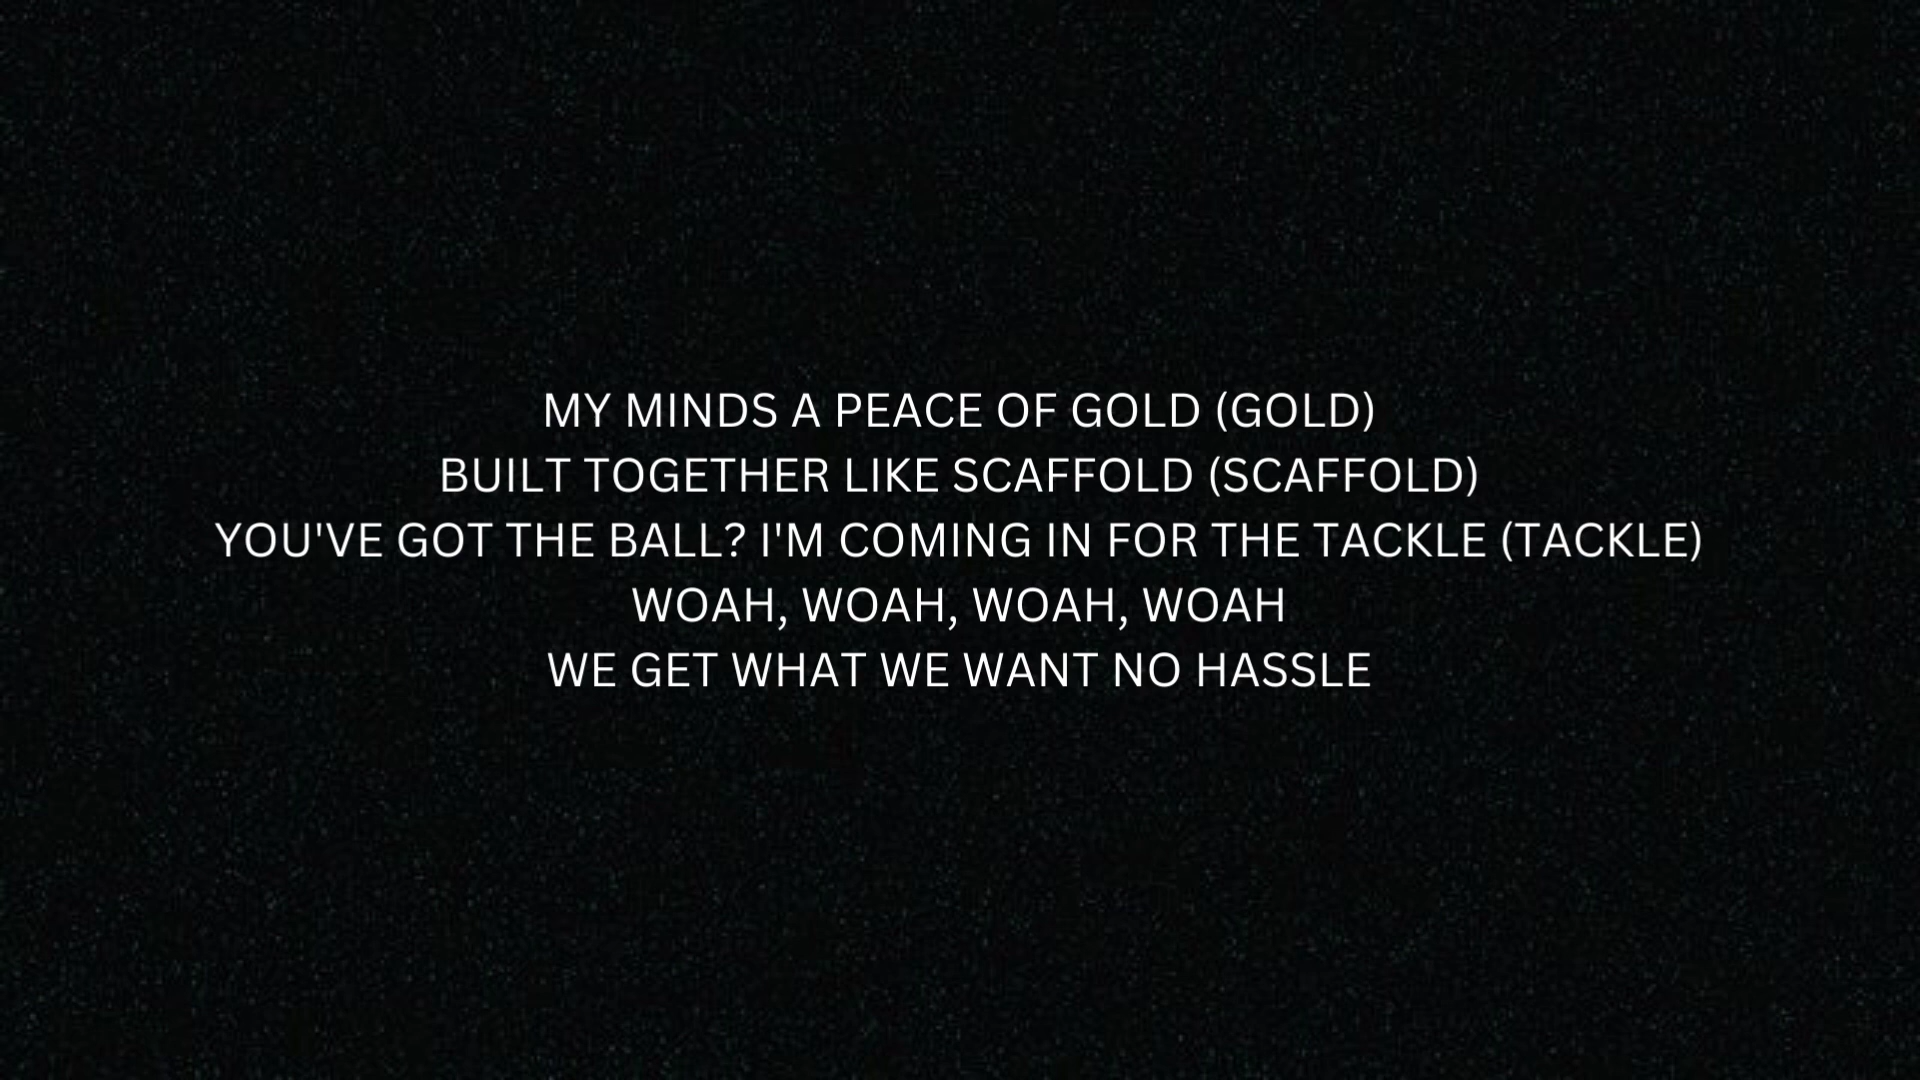 MY MINDS A PEACE OF GOLD (GOLD)
BUILT TOGETHER LIKE SCAFFOLD (SCAFFOLD)
YOU'VE GOT THE BALL? I'M COMING IN FOR THE TACKLE (TACKLE)
WOAH, WOAH, WOAH, WOAH
WE GET WHAT WE WANT NO HASSLE